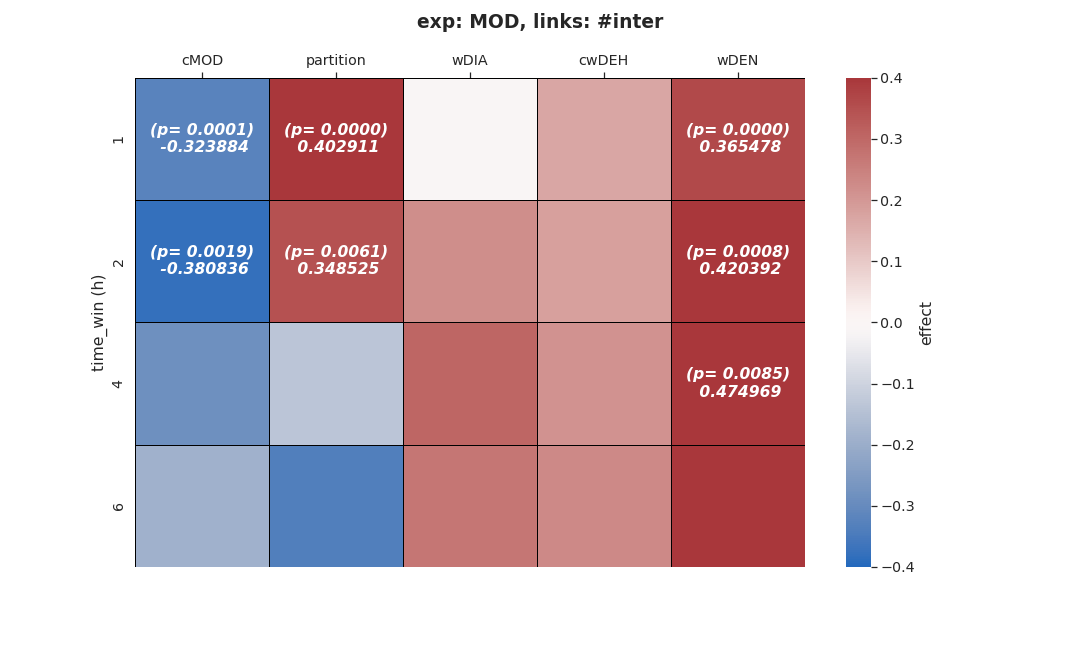 exp: MOD, links: #inter
cMOD partition wDIA cwDEH wDEN
time_win (h)
1
(p= 0.0001)
-0.323884
(p= 0.0000)
0.402911
(p= 0.0000)
0.365478
2
(p= 0.0019)
-0.380836
(p= 0.0061)
0.348525
(p= 0.0008)
0.420392
4
(p= 0.0085)
0.474969
6
0.4
0.3
0.2
0.1
0.0
−0.1
−0.2
−0.3
−0.4
effect